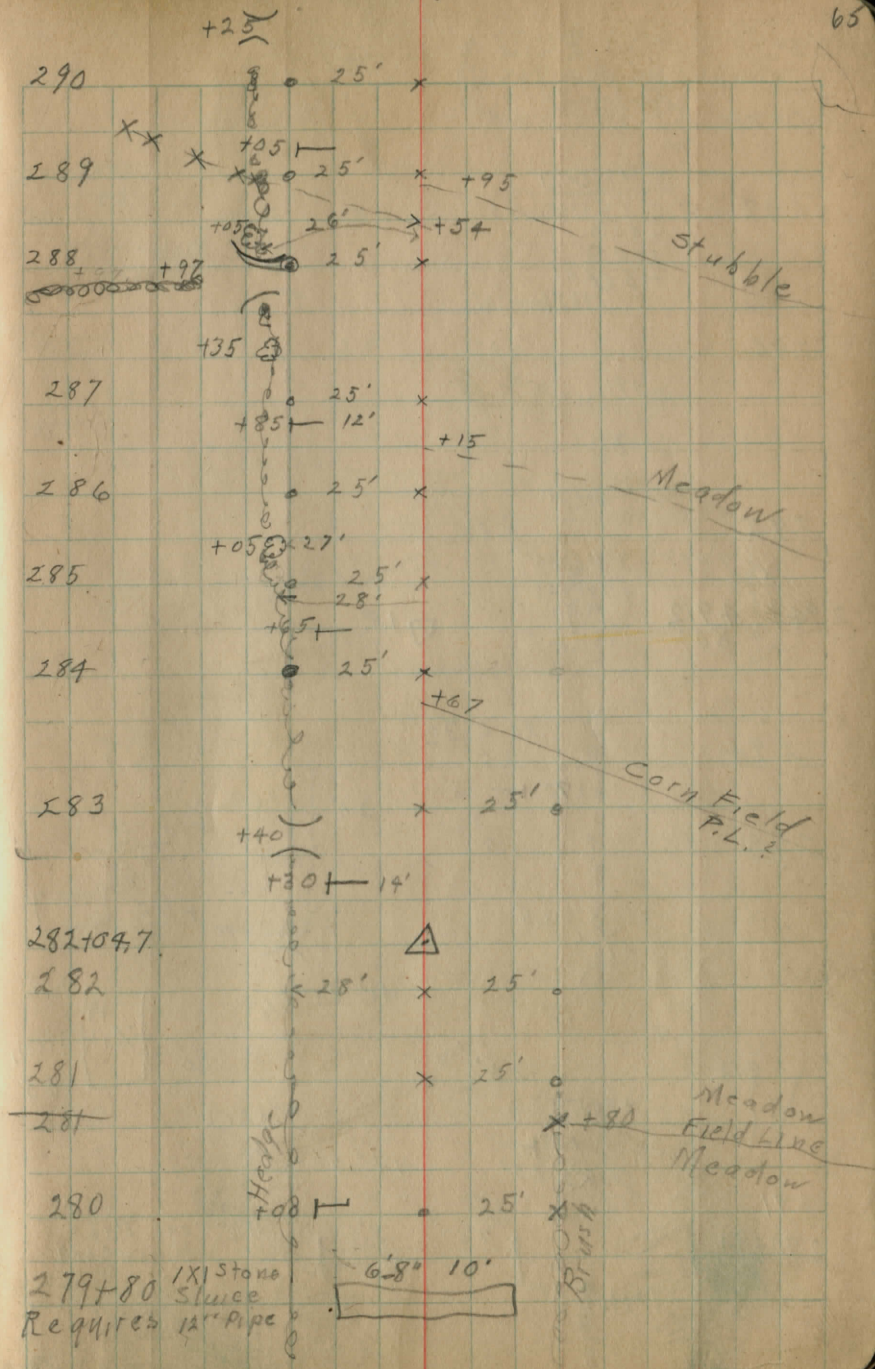 65
+25
290 25'
+05
289 25' +95
+05 26' +54
288 +97 25' Stubble
+35
287 25'
+85 12' +15
286 25' Meadow
+05 27'
285 25'
28'
+65
284 25'
+67
283 25' Corn Field
P.L.?
+40
+30 14'
282+04.7
282 28' 25'
281 25'
281 +80 Meadow
Field Line
Meadow
Hedge
280 +00 25'
Brush
279+80 1X1 Stone 6'-8" 10'
Sluice
Requires 12" Pipe